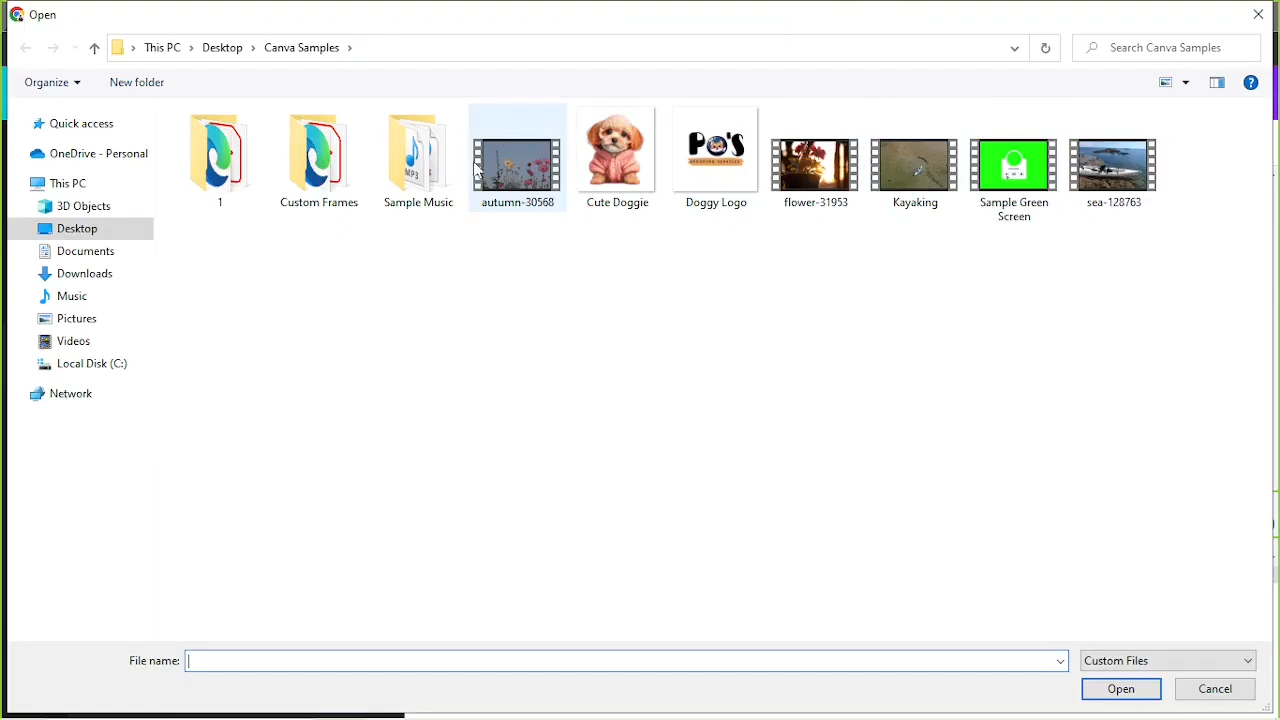 Open
This PC > Desktop > Canva Samples >
Search Canva Samples
Organize
New folder
Quick access
OneDrive - Personal
This PC
3D Objects
Desktop
Documents
Downloads
Music
Pictures
Videos
Local Disk (C:)
Network
1
Custom Frames
MP3
Sample Music
autumn-30568
Cute Doggie
PO'S
Doggy Logo
flower-31953
Kayaking
Sample Green
Screen
sea-128763
File name:
Custom Files
Open
Cancel